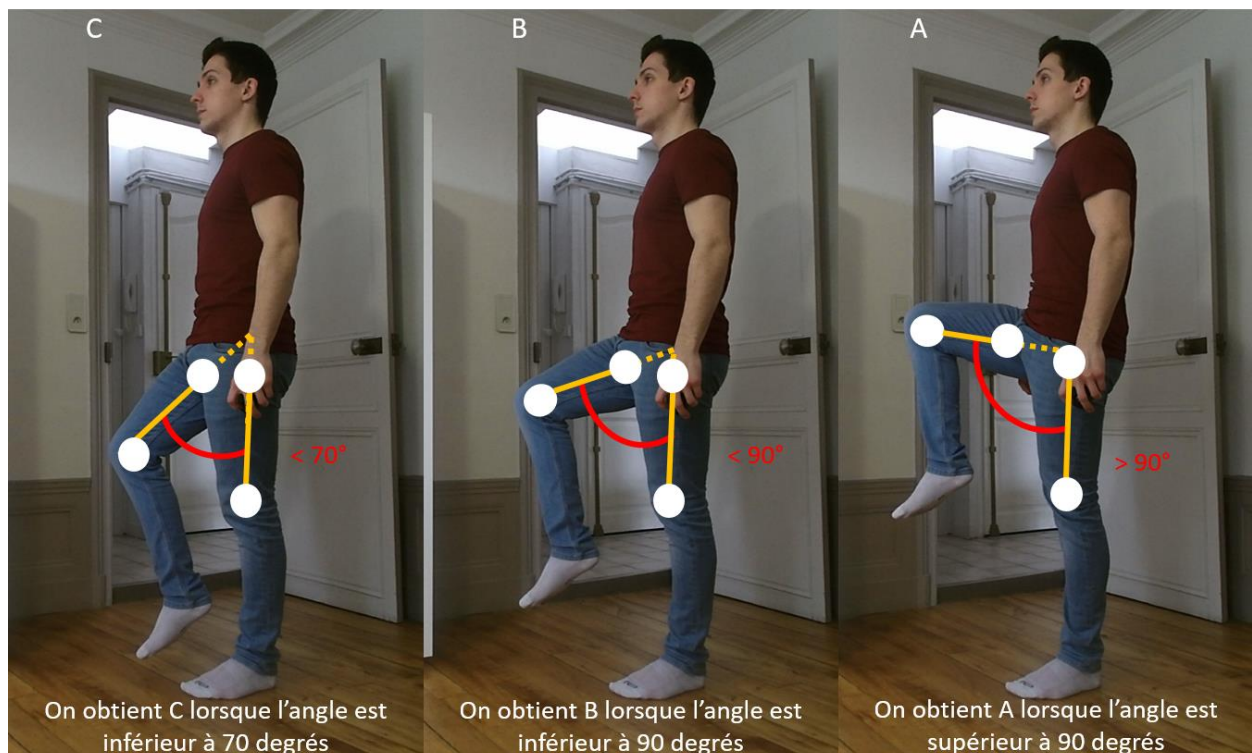 C
B
A
< 70°
< 90°
> 90°
On obtient C lorsque l’angle est
inférieur à 70 degrés
On obtient B lorsque l’angle est
inférieur à 90 degrés
On obtient A lorsque l’angle est
supérieur à 90 degrés